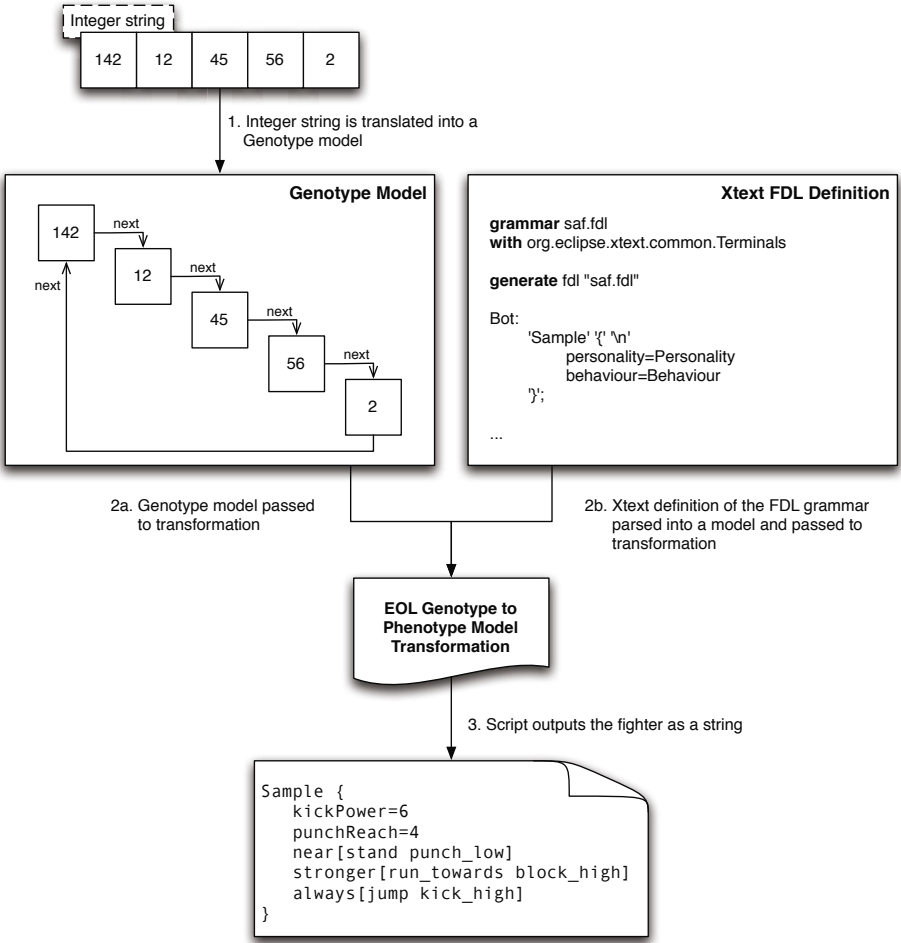 Integer string
142 12 45 56 2
1. Integer string is translated into a
Genotype model
Genotype Model
142
next
12
next
45
next
56
next
2
next
Xtext FDL Definition
grammar saf.fdl
with org.eclipse.xtext.common.Terminals
generate fdl "saf.fdl"
Bot:
'Sample' '{' '\n'
personality=Personality
behaviour=Behaviour
'}';
...
2a. Genotype model passed
to transformation
2b. Xtext definition of the FDL grammar
parsed into a model and passed to
transformation
EOL Genotype to
Phenotype Model
Transformation
3. Script outputs the fighter as a string
Sample {
kickPower=6
punchReach=4
near[stand punch_low]
stronger[run_towards block_high]
always[jump kick_high]
}